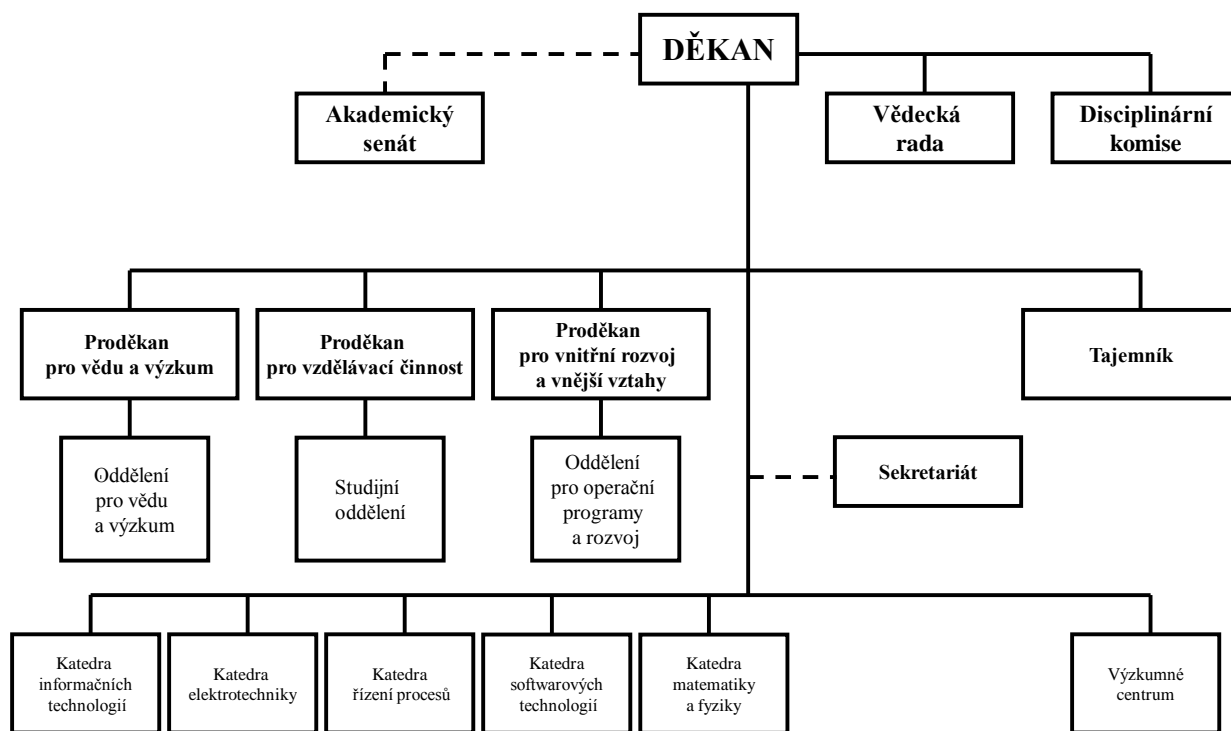 DĚKAN
Akademický
senát
Vědecká
rada
Disciplinární
komise
Proděkan
pro vědu a výzkum
Proděkan
pro vzdělávací činnost
Proděkan
pro vnitřní rozvoj
a vnější vztahy
Tajemník
Oddělení
pro vědu
a výzkum
Studijní
oddělení
Oddělení
pro operační
programy
a rozvoj
Sekretariát
Katedra
informačních
technologií
Katedra
elektrotechniky
Katedra
řízení procesů
Katedra
softwarových
technologií
Katedra
matematiky
a fyziky
Výzkumné
centrum